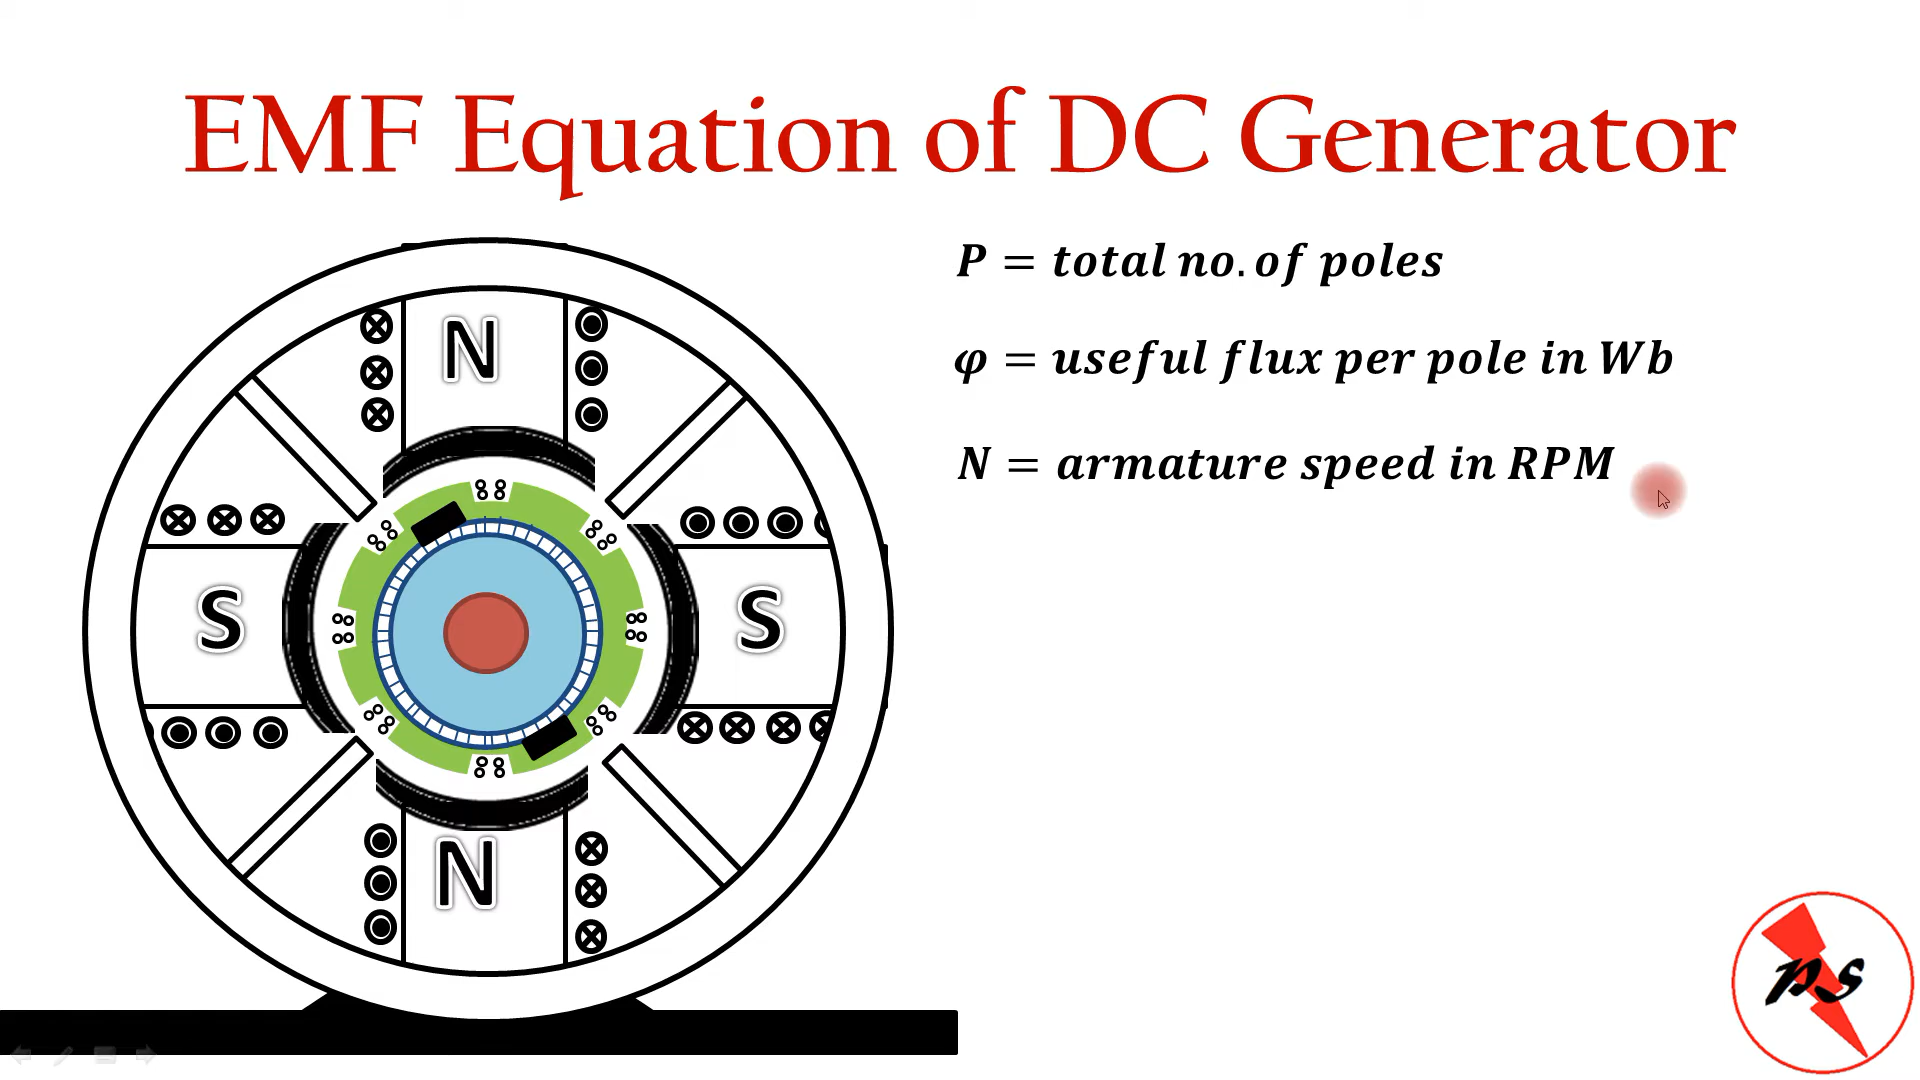 EMF Equation of DC Generator
P = total no. of poles
φ = useful flux per pole in Wb
N = armature speed in RPM
N
S
S
N
PS